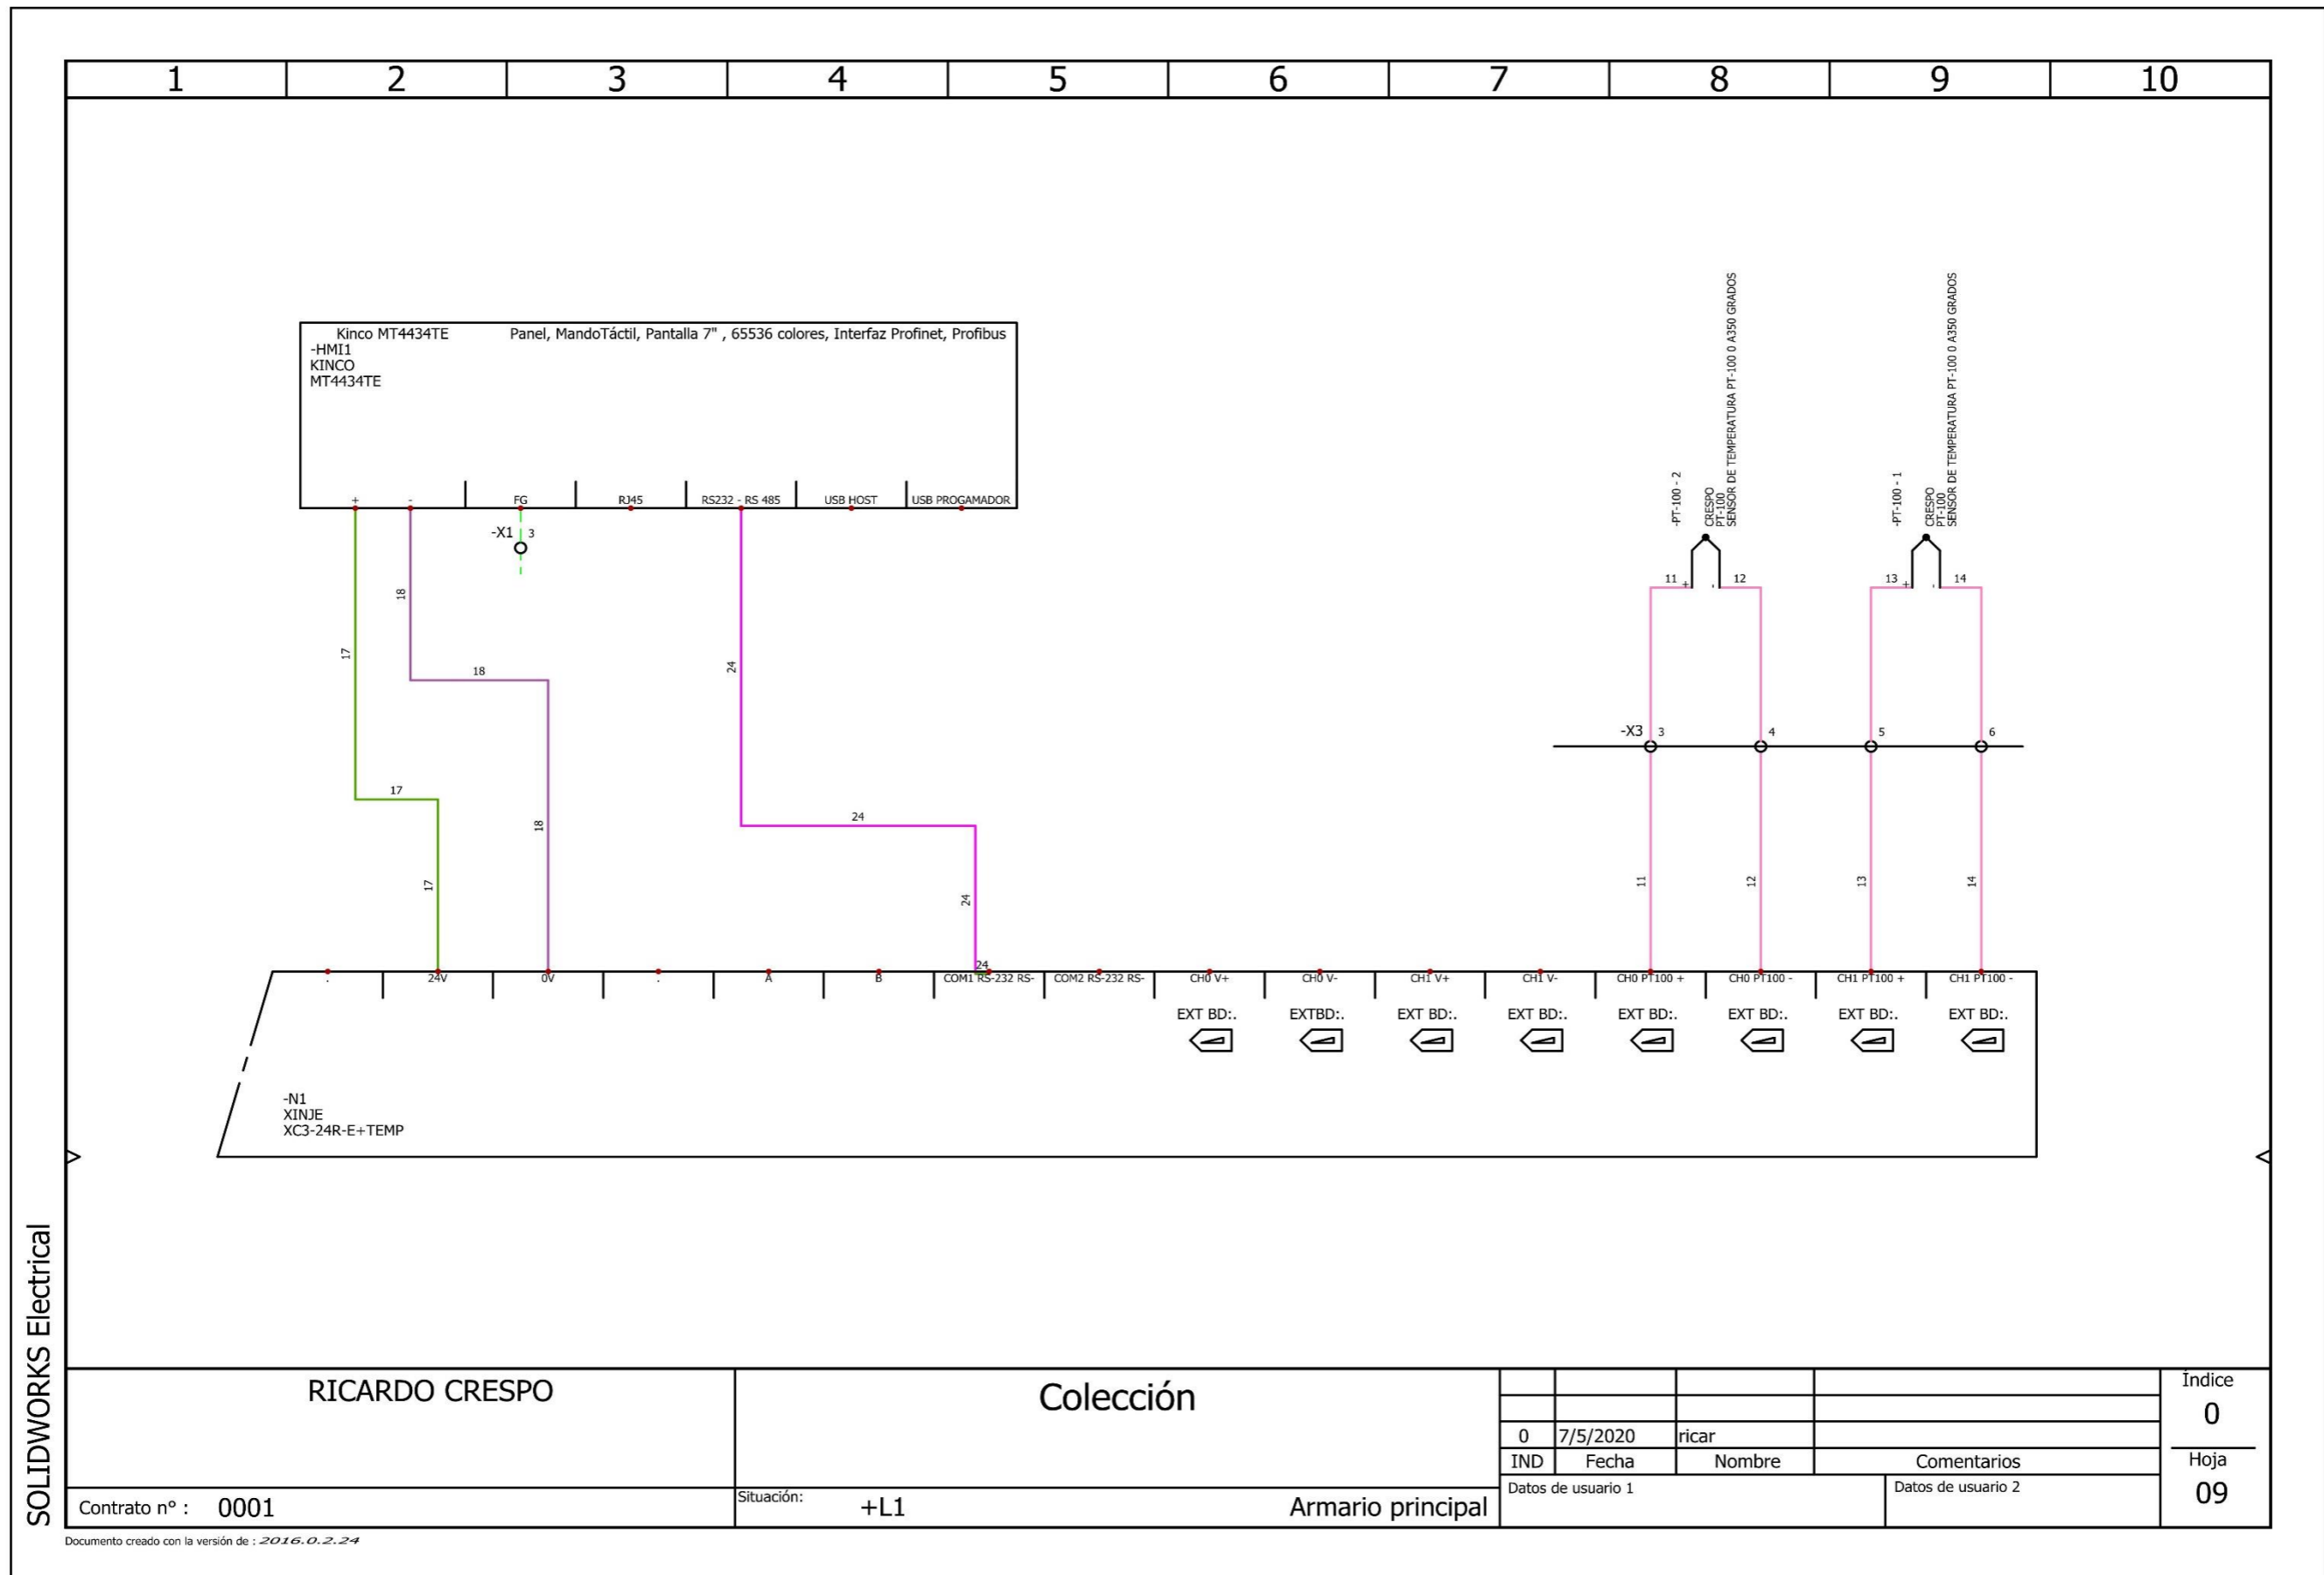 1 2 3 4 5 6 7 8 9 10
Kinco MT4434TE Panel, MandoTáctil, Pantalla 7" , 65536 colores, Interfaz Profinet, Profibus
-HMI1
KINCO
MT4434TE
+ - FG RJ45 RS232 - RS 485 USB HOST USB PROGAMADOR
-X1 3
17
17
17
18
18
18
24
24
24
24
-PT-100 - 2
CRESPO
PT-100
SENSOR DE TEMPERATURA PT-100 0 A350 GRADOS
-PT-100 - 1
CRESPO
PT-100
SENSOR DE TEMPERATURA PT-100 0 A350 GRADOS
11 + - 12 13 + - 14
-X3 3 4 5 6
11 12 13 14
. 24V 0V . A B COM1 RS-232 RS- COM2 RS-232 RS- CH0 V+ CH0 V- CH1 V+ CH1 V- CH0 PT100 + CH0 PT100 - CH1 PT100 + CH1 PT100 -
EXT BD:. EXTBD:. EXT BD:. EXT BD:. EXT BD:. EXT BD:. EXT BD:. EXT BD:.
-N1
XINJE
XC3-24R-E+TEMP
SOLIDWORKS Electrical
RICARDO CRESPO
Contrato n° : 0001
Colección
Situación: +L1 Armario principal
0 7/5/2020 ricar
IND Fecha Nombre Comentarios
Datos de usuario 1 Datos de usuario 2
Índice
0
Hoja
09
Documento creado con la versión de : 2016.0.2.24